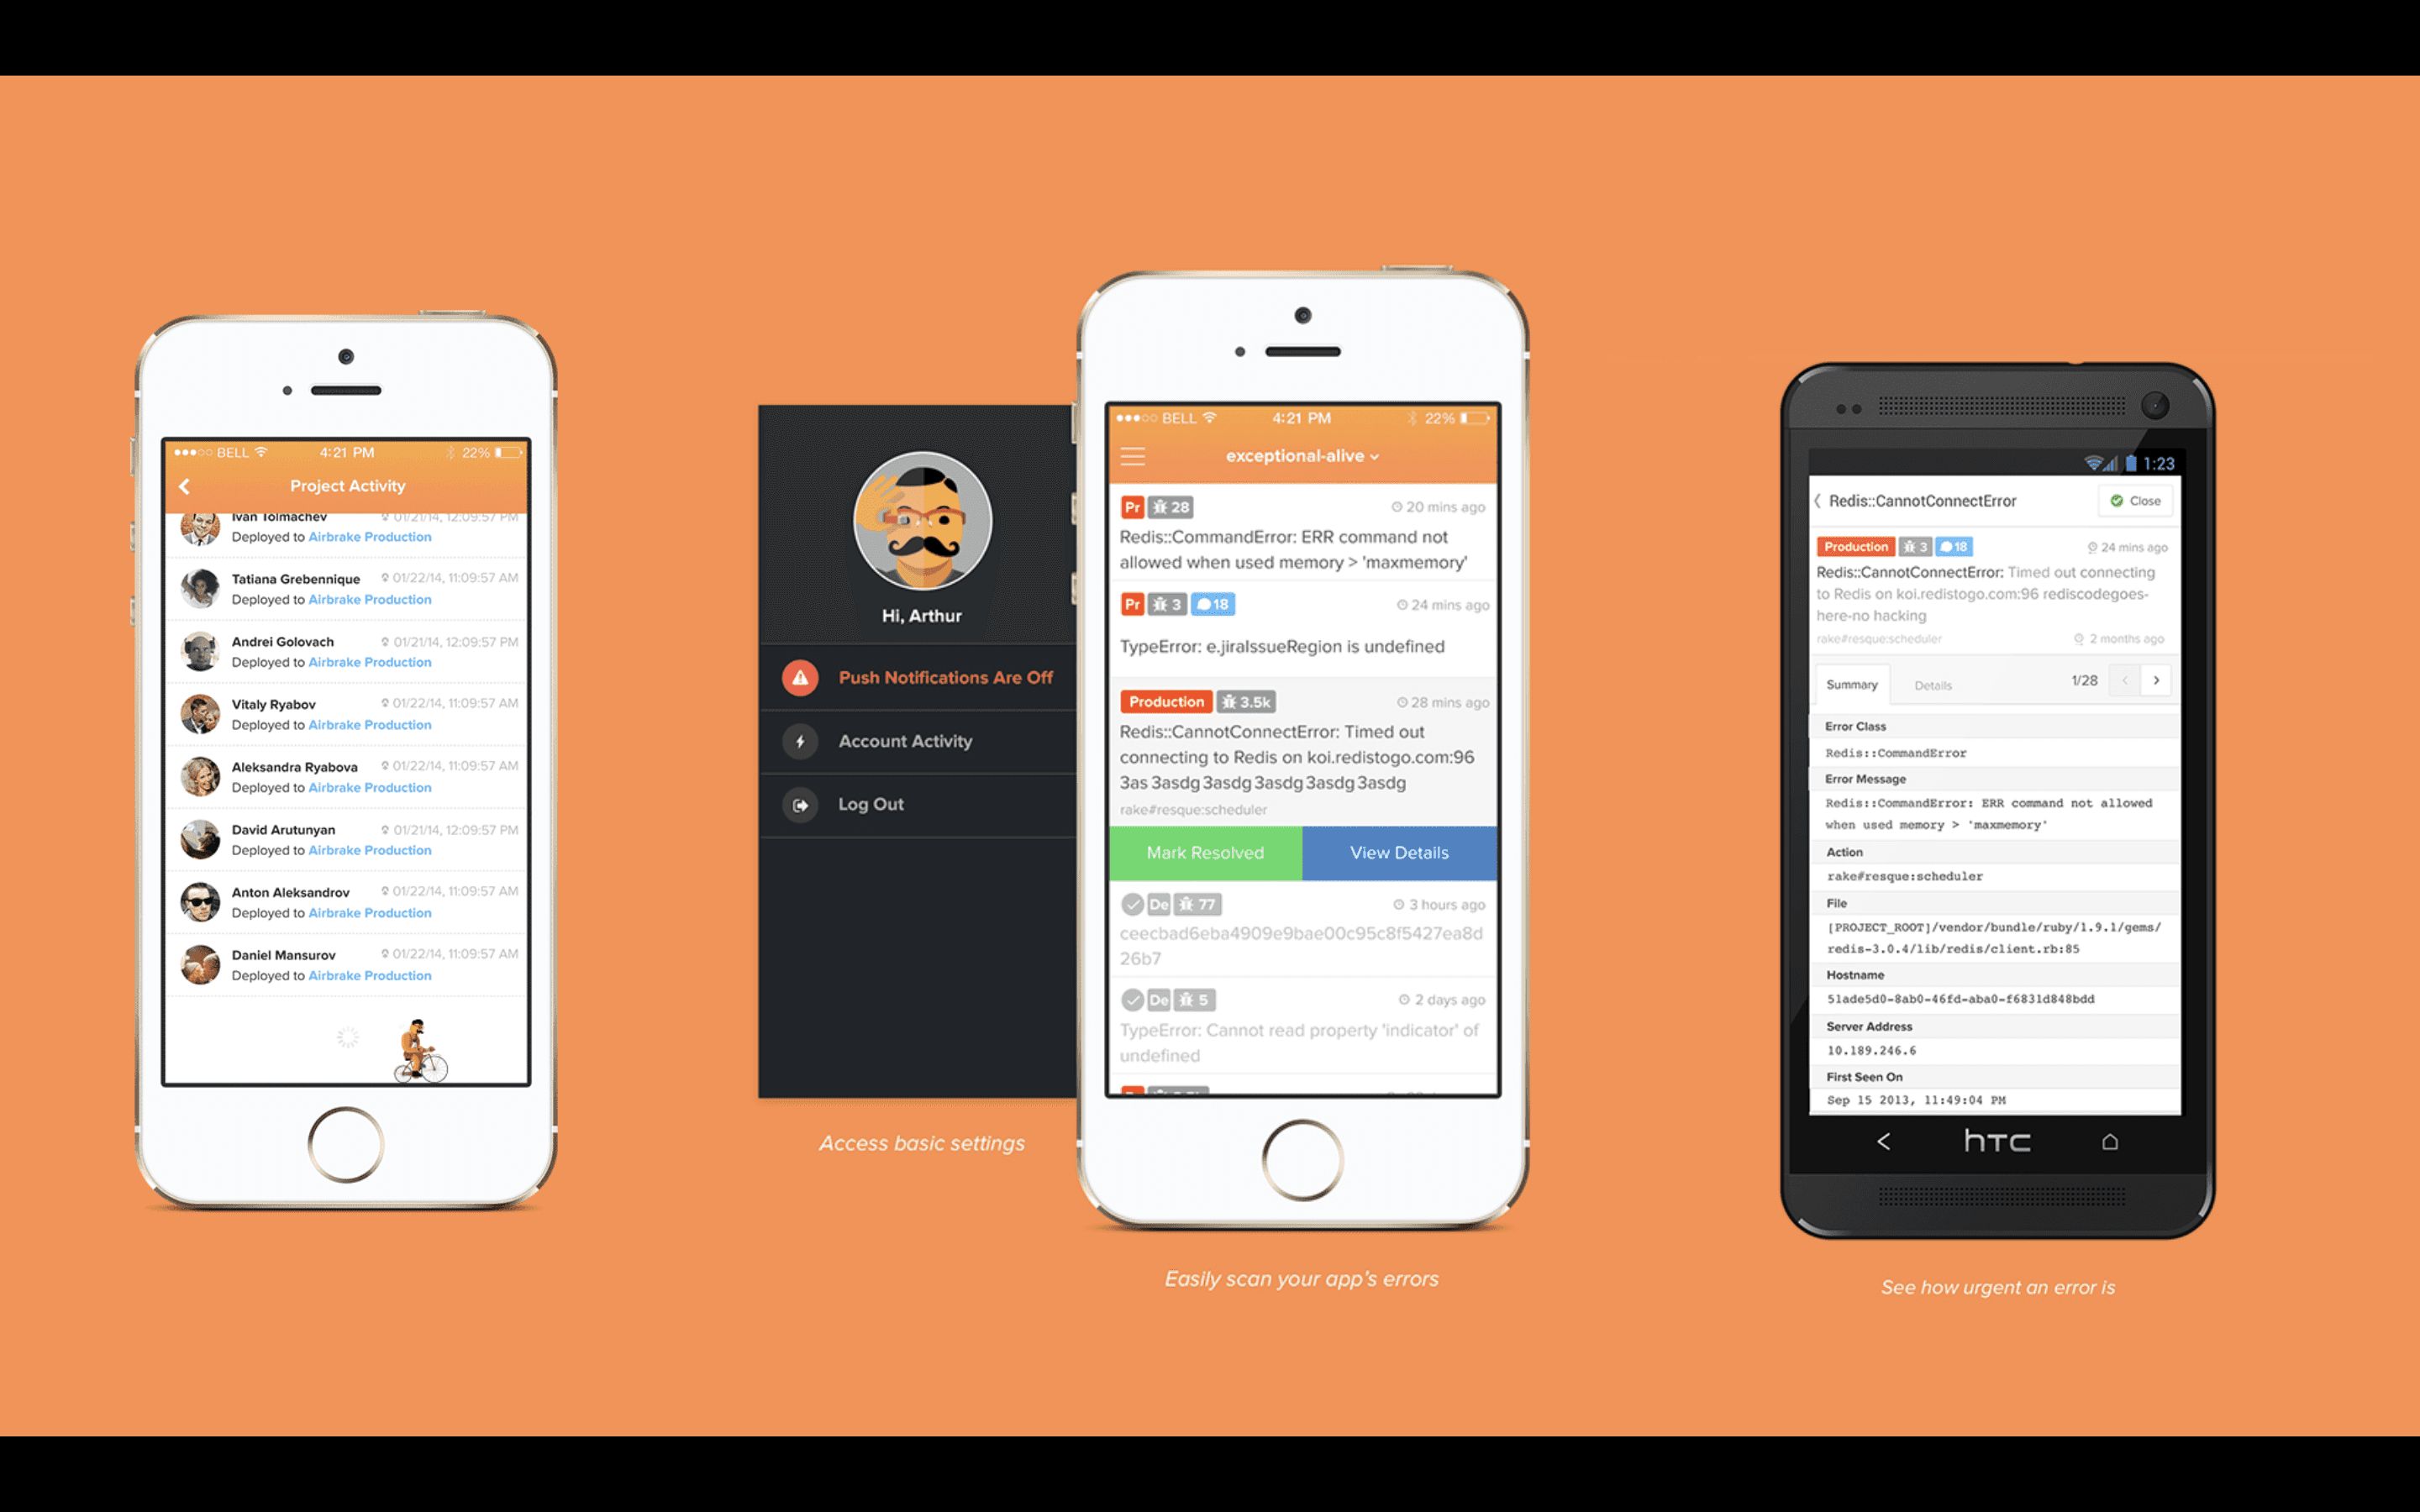 BELL 4:21 PM 22%
Project Activity
Ivan Tolmachev 01/21/14, 12:09:57 PM
Deployed to Airbrake Production
Tatiana Grebennique 01/22/14, 11:09:57 AM
Deployed to Airbrake Production
Andrei Golovach 01/21/14, 12:09:57 PM
Deployed to Airbrake Production
Vitaly Ryabov 01/22/14, 11:09:57 AM
Deployed to Airbrake Production
Aleksandra Ryabova 01/22/14, 11:09:57 AM
Deployed to Airbrake Production
David Arutunyan 01/21/14, 12:09:57 PM
Deployed to Airbrake Production
Anton Aleksandrov 01/22/14, 11:09:57 AM
Deployed to Airbrake Production
Daniel Mansurov 01/22/14, 11:09:57 AM
Deployed to Airbrake Production
Hi, Arthur
Push Notifications Are Off
Account Activity
Log Out
Access basic settings
BELL 4:21 PM 22%
exceptional-alive
Pr 28 20 mins ago
Redis::CommandError: ERR command not
allowed when used memory > 'maxmemory'
Pr 3 18 24 mins ago
TypeError: e.jiraIssueRegion is undefined
Production 3.5k 28 mins ago
Redis::CannotConnectError: Timed out
connecting to Redis on koi.redistogo.com:96
3as 3asdg 3asdg 3asdg 3asdg 3asdg
rake#resque:scheduler
Mark Resolved View Details
De 77 3 hours ago
ceecbad6eba4909e9bae00c95c8f5427ea8d
26b7
De 5 2 days ago
TypeError: Cannot read property 'indicator' of
undefined
Easily scan your app's errors
1:23
Redis::CannotConnectError Close
Production 3 18 24 mins ago
Redis::CannotConnectError: Timed out connecting
to Redis on koi.redistogo.com:96 rediscodegoes-
here-no hacking
rake#resque:scheduler 2 months ago
Summary Details 1/28
Error Class
Redis::CommandError
Error Message
Redis::CommandError: ERR command not allowed
when used memory > 'maxmemory'
Action
rake#resque:scheduler
File
[PROJECT_ROOT]/vendor/bundle/ruby/1.9.1/gems/
redis-3.0.4/lib/redis/client.rb:85
Hostname
51ade5d0-8ab0-46fd-aba0-f6831d848bdd
Server Address
10.189.246.6
First Seen On
Sep 15 2013, 11:49:04 PM
hTC
See how urgent an error is